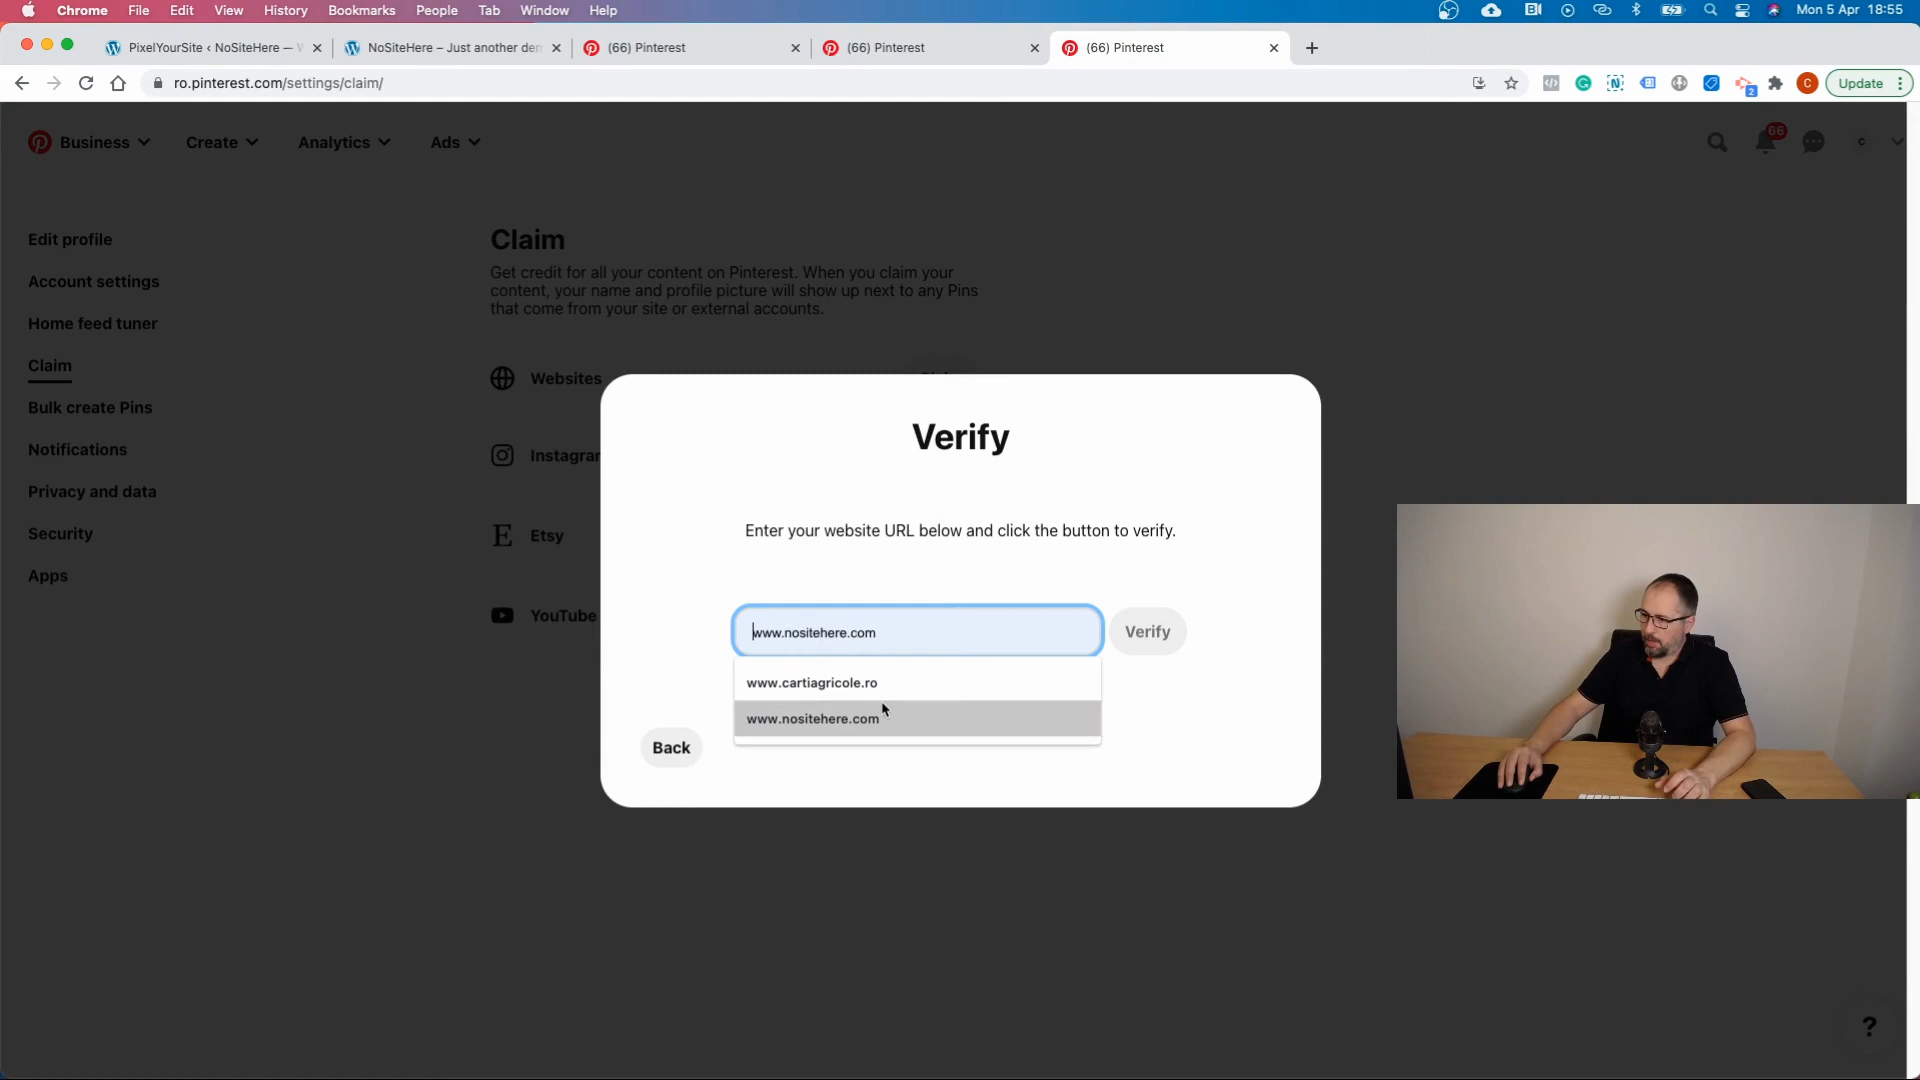 Chrome File Edit View History Bookmarks People Tab Window Help Mon 5 Apr 18:55
PixelYourSite ‹ NoSiteHere — NoSiteHere – Just another (66) Pinterest (66) Pinterest (66) Pinterest
ro.pinterest.com/settings/claim/ 2 C Update
Business Create Analytics Ads 66 C
Edit profile
Account settings
Home feed tuner
Claim
Bulk create Pins
Notifications
Privacy and data
Security
Apps
Claim
Get credit for all your content on Pinterest. When you claim your
content, your name and profile picture will show up next to any Pins
that come from your site or external accounts.
Websites
Instagram
Etsy
YouTube
Verify
Enter your website URL below and click the button to verify.
www.nositehere.com Verify
www.cartiagricole.ro
www.nositehere.com
Back
?